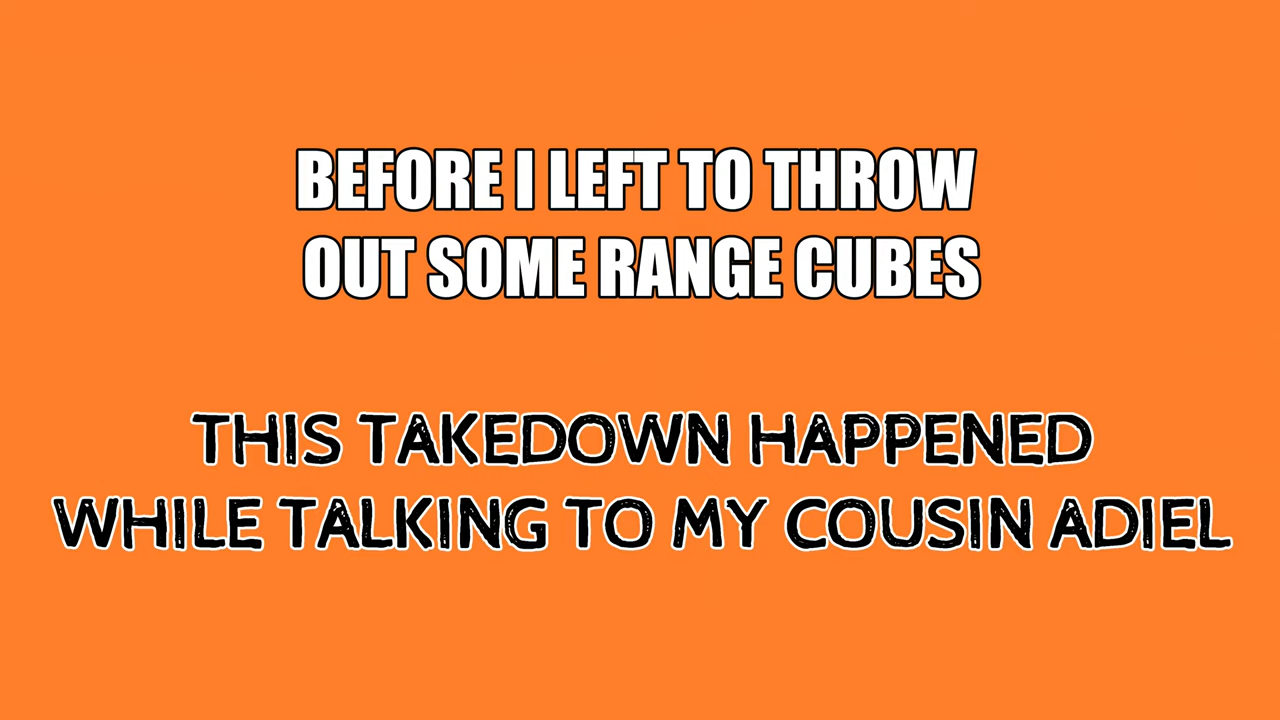 BEFORE I LEFT TO THROW
OUT SOME RANGE CUBES
THIS TAKEDOWN HAPPENED
WHILE TALKING TO MY COUSIN ADIEL